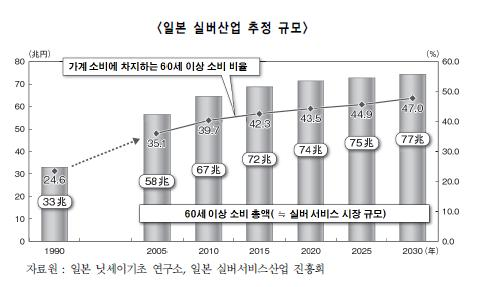 〈일본 실버산업 추정 규모〉
(兆円)
(%)
가계 소비에 차지하는 60세 이상 소비 비율
80
70
60
50
40
30
20
10
0
60.0
50.0
40.0
30.0
20.0
10.0
0.0
24.6
35.1
39.7
42.3
43.5
44.9
47.0
33兆
58兆
67兆
72兆
74兆
75兆
77兆
60세 이상 소비 총액( ≒ 실버 서비스 시장 규모)
1990 2005 2010 2015 2020 2025 2030 (年)
자료원 : 일본 닛세이기초 연구소, 일본 실버서비스산업 진흥회